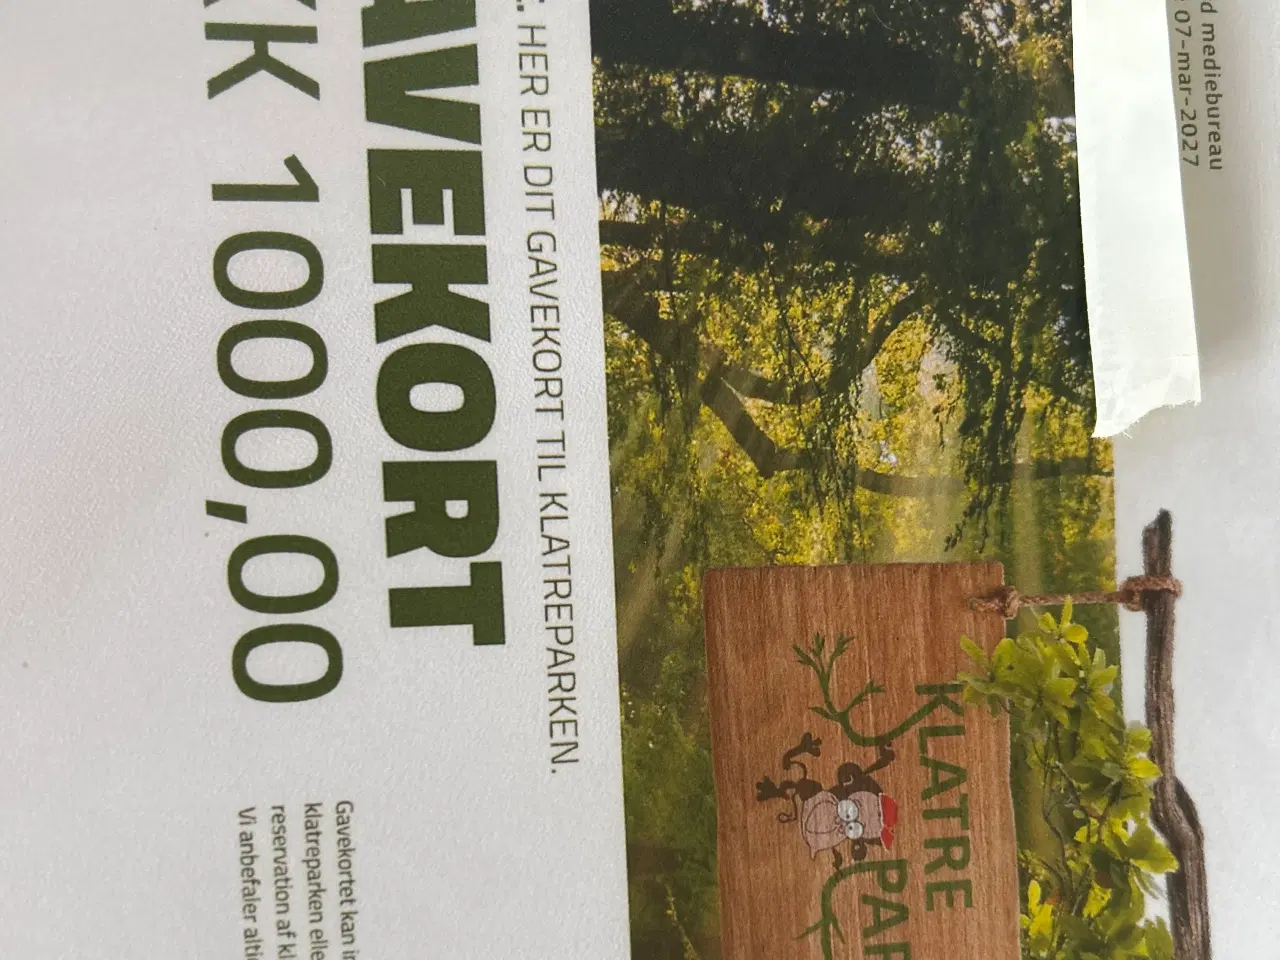 d mediebureau
07-mar-2027
KLATRE
PAR
. HER ER DIT GAVEKORT TIL KLATREPARKEN.
AVEKORT
KK 1000,00
Gavekortet kan i
klatreparken elle
reservation af kl
Vi anbefaler alti